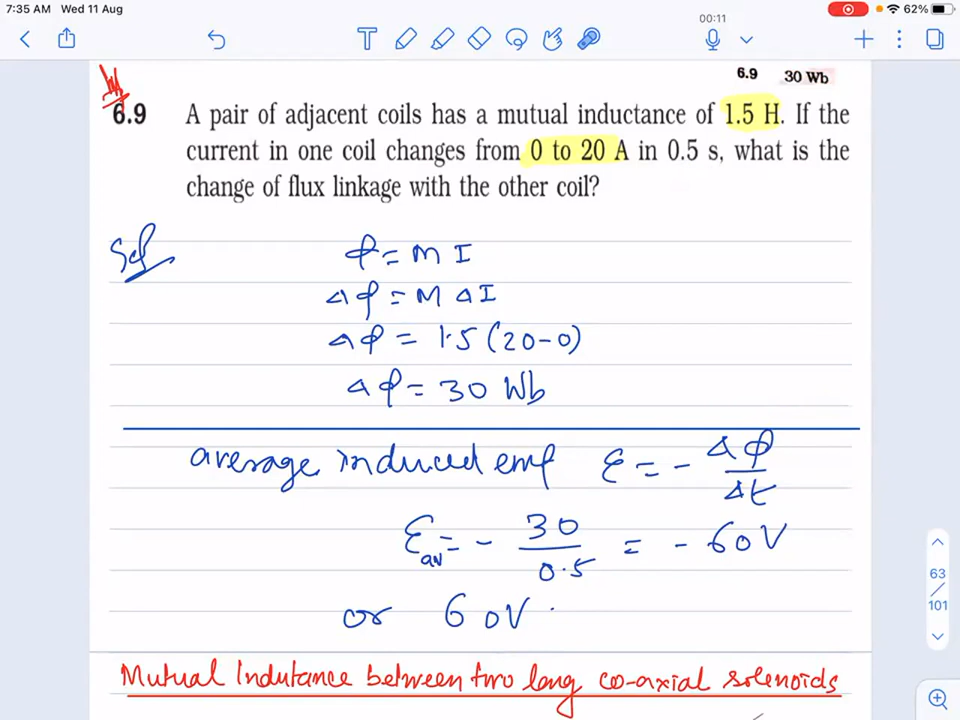 7:35 AM Wed 11 Aug
62%
00:11
6.9 30 Wb
6.9 A pair of adjacent coils has a mutual inductance of 1.5 H. If the
current in one coil changes from 0 to 20 A in 0.5 s, what is the
change of flux linkage with the other coil?
Sol
φ = M I
Δφ = M ΔI
Δφ = 1.5 (20-0)
Δφ = 30 Wb
average induced emf ε = - Δφ/Δt
ε_av = - 30/0.5 = - 60V
or 60V
63
/
101
Mutual Indutance between two long co-axial solenoids